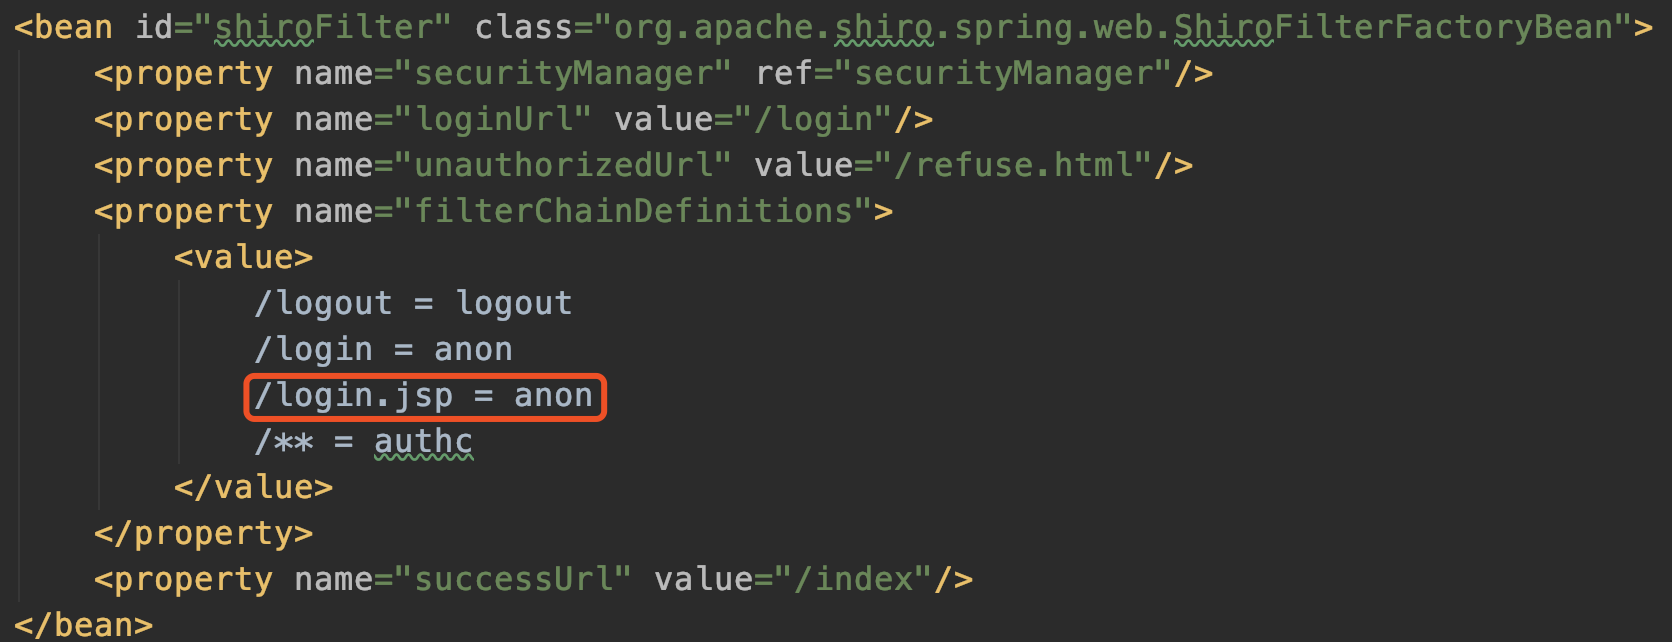 <bean id="shiroFilter" class="org.apache.shiro.spring.web.ShiroFilterFactoryBean">
<property name="securityManager" ref="securityManager"/>
<property name="loginUrl" value="/login"/>
<property name="unauthorizedUrl" value="/refuse.html"/>
<property name="filterChainDefinitions">
<value>
/logout = logout
/login = anon
/login.jsp = anon
/** = authc
</value>
</property>
<property name="successUrl" value="/index"/>
</bean>